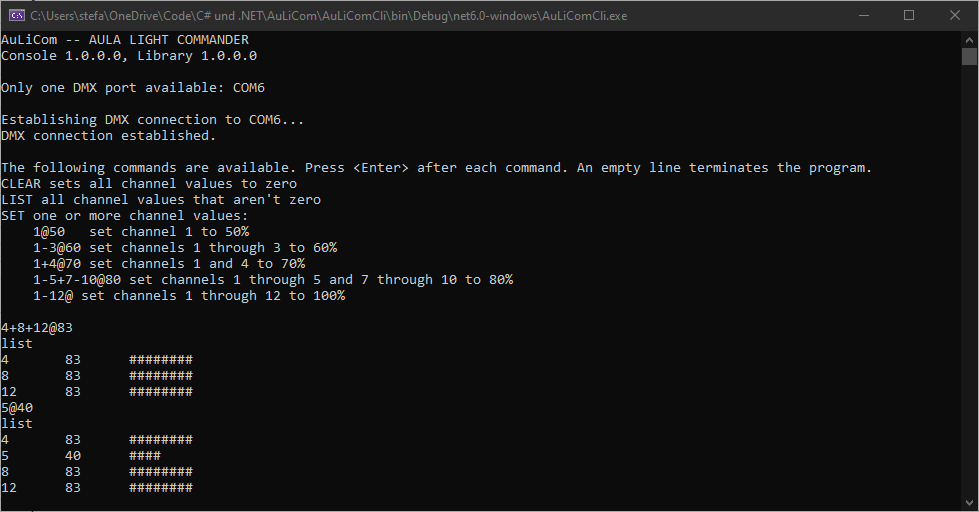 C:\Users\stefa\OneDrive\Code\C# und .NET\AuLiCom\AuLiComCli\bin\Debug\net6.0-windows\AuLiComCli.exe
AuLiCom -- AULA LIGHT COMMANDER
Console 1.0.0.0, Library 1.0.0.0
Only one DMX port available: COM6
Establishing DMX connection to COM6...
DMX connection established.
The following commands are available. Press <Enter> after each command. An empty line terminates the program.
CLEAR sets all channel values to zero
LIST all channel values that aren't zero
SET one or more channel values:
    1@50   set channel 1 to 50%
    1-3@60 set channels 1 through 3 to 60%
    1+4@70 set channels 1 and 4 to 70%
    1-5+7-10@80 set channels 1 through 5 and 7 through 10 to 80%
    1-12@ set channels 1 through 12 to 100%
4+8+12@83
list
4       83      ########
8       83      ########
12      83      ########
5@40
list
4       83      ########
5       40      ####
8       83      ########
12      83      ########